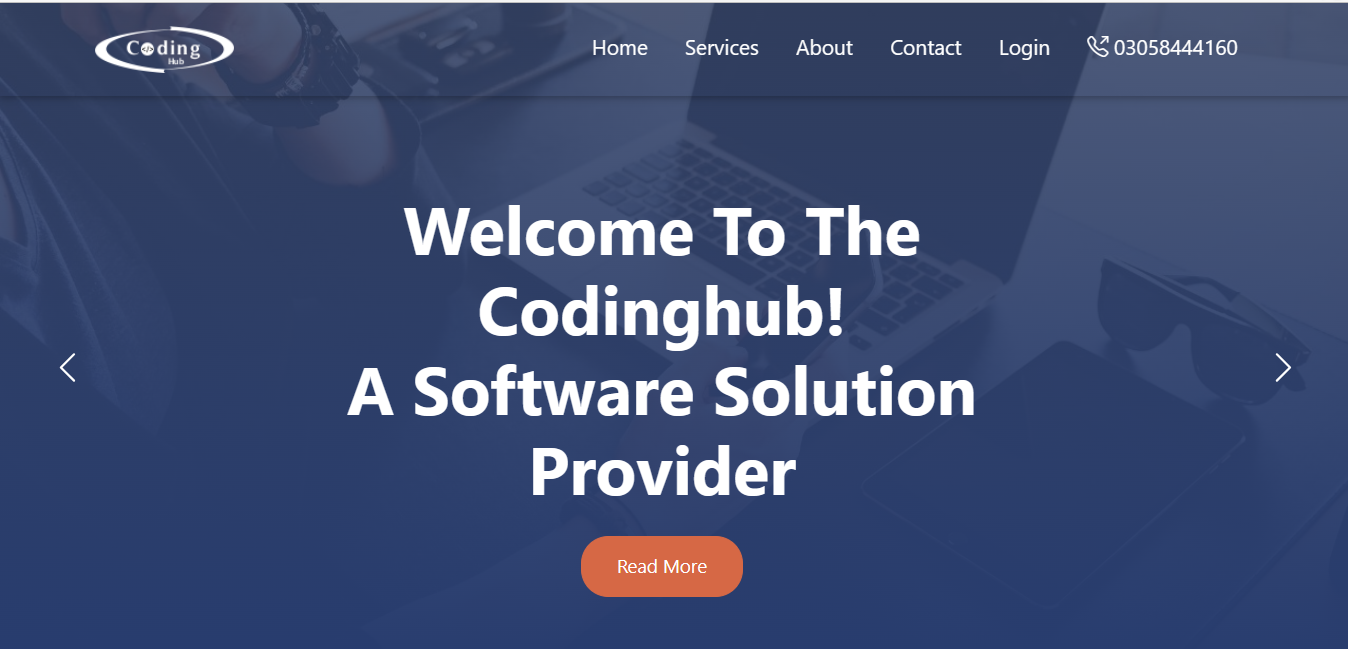 Coding
Hub
Home Services About Contact Login 03058444160
Welcome To The
Codinghub!
A Software Solution
Provider
Read More